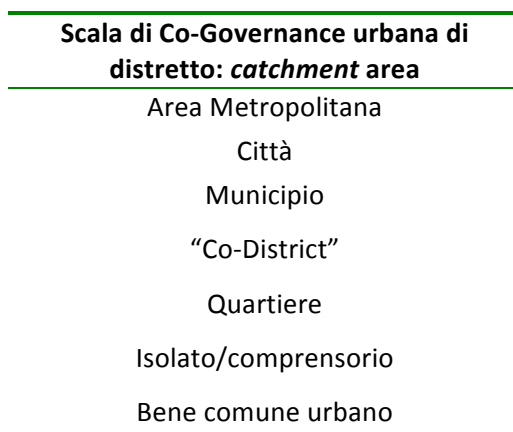 Scala di Co-Governance urbana di
distretto: catchment area
Area Metropolitana
Città
Municipio
“Co-District”
Quartiere
Isolato/comprensorio
Bene comune urbano